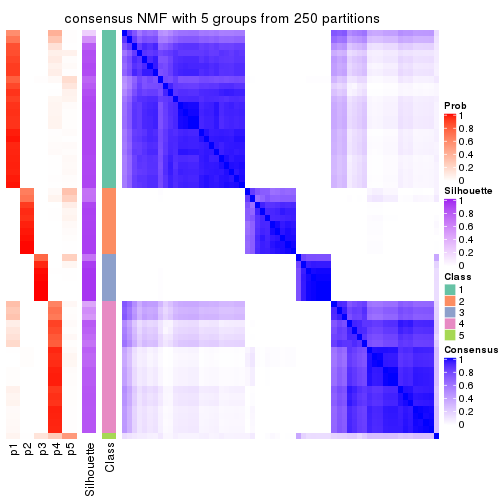 consensus NMF with 5 groups from 250 partitions
Prob
1
0.8
0.6
0.4
0.2
0
Silhouette
1
0.8
0.6
0.4
0.2
0
Class
1
2
3
4
5
Consensus
1
0.8
0.6
0.4
0.2
0
p1
p2
p3
p4
p5
Silhouette
Class